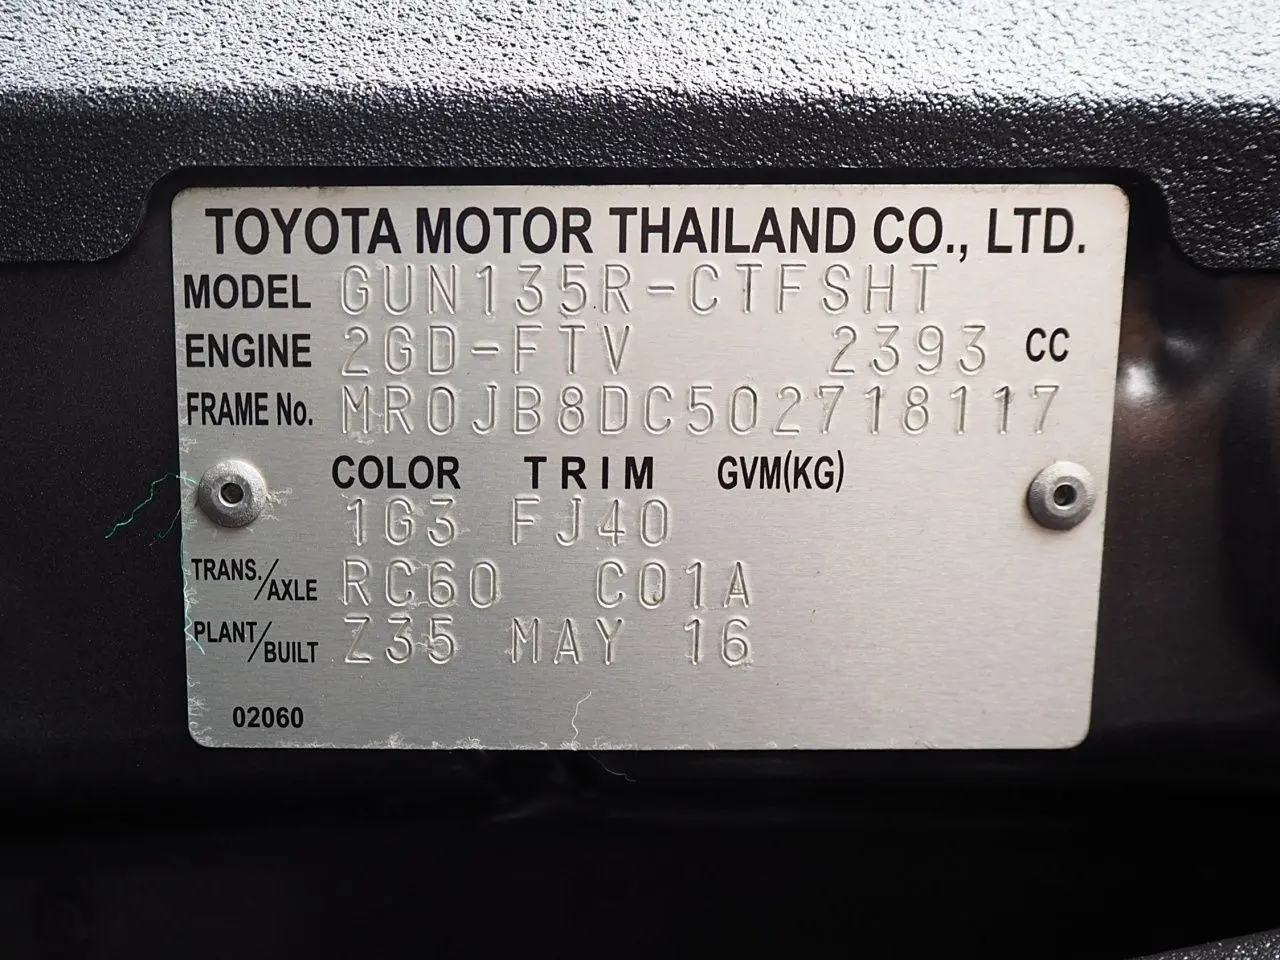 TOYOTA MOTOR THAILAND CO., LTD.
MODEL GUN135R-CTFSHT
ENGINE 2GD-FTV 2393 CC
FRAME No. MR0JB8DC502718117
COLOR TRIM GVM(KG)
1G3 FJ40
TRANS./AXLE RC60 C01A
PLANT/BUILT Z35 MAY 16
02060